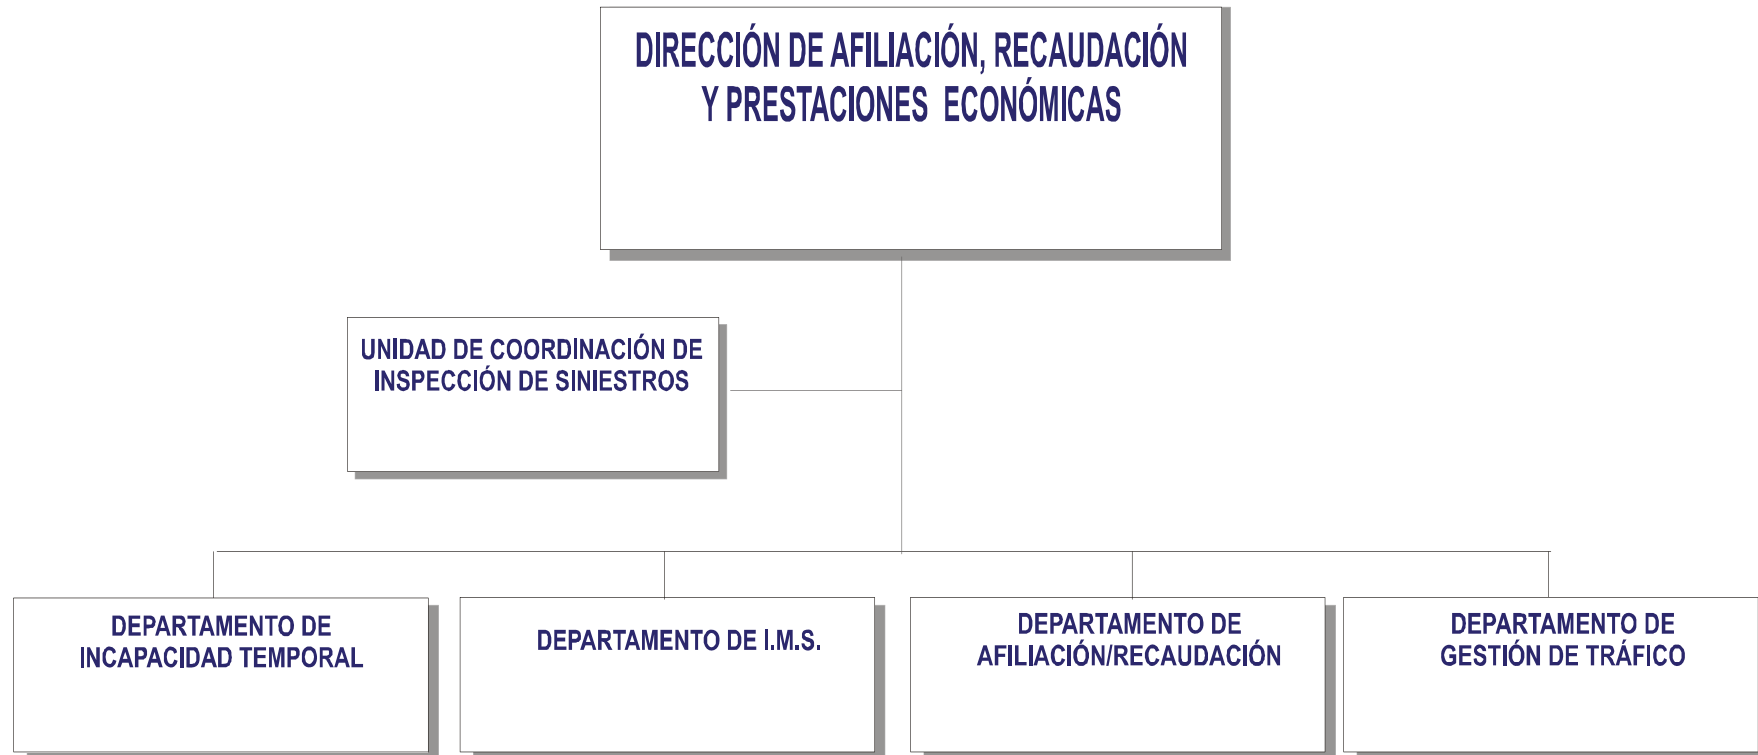 DIRECCIÓN DE AFILIACIÓN, RECAUDACIÓN
Y PRESTACIONES ECONÓMICAS
UNIDAD DE COORDINACIÓN DE
INSPECCIÓN DE SINIESTROS
DEPARTAMENTO DE
INCAPACIDAD TEMPORAL
DEPARTAMENTO DE I.M.S.
DEPARTAMENTO DE
AFILIACIÓN/RECAUDACIÓN
DEPARTAMENTO DE
GESTIÓN DE TRÁFICO